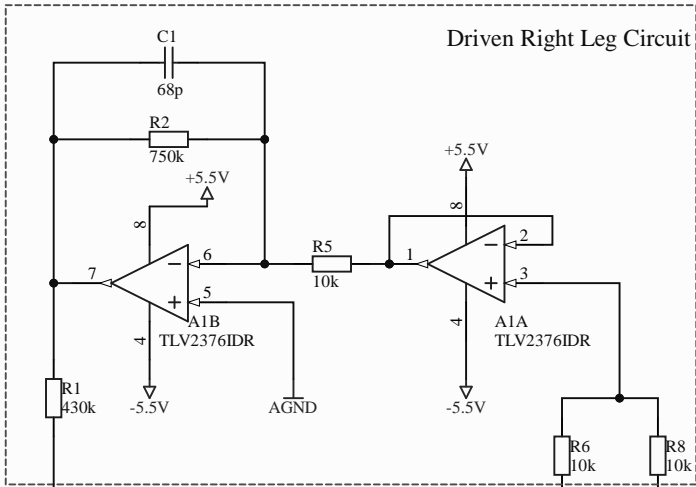 C1
Driven Right Leg Circuit
68p
R2
750k
+5.5V
+5.5V
8
8
2
R5
6
1
3
7
10k
5
A1B
TLV2376IDR
A1A
TLV2376IDR
4
4
R1
430k
-5.5V
AGND
-5.5V
R6
10k
R8
10k